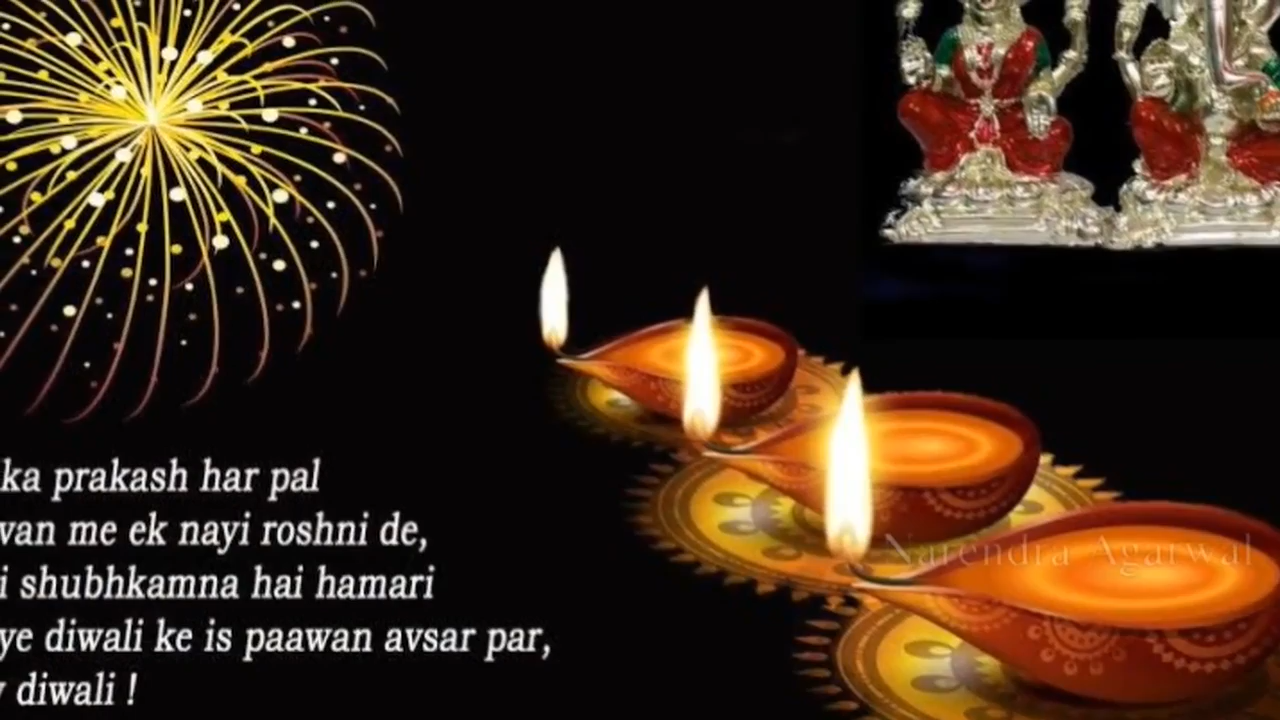 ka prakash har pal
van me ek nayi roshni de,
i shubhkamna hai hamari
ye diwali ke is paawan avsar par,
diwali !
Narendra Agarwal